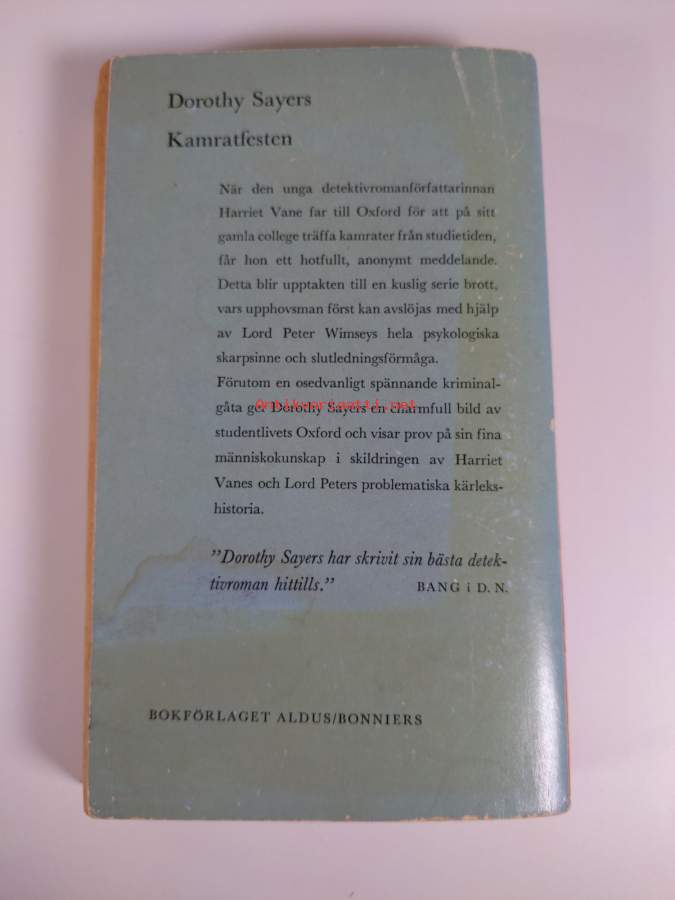 Dorothy Sayers
Kamratfesten
När den unga detektivromanförfattarinnan
Harriet Vane far till Oxford för att på sitt
gamla college träffa kamrater från studietiden,
får hon ett hotfullt, anonymt meddelande.
Detta blir upptakten till en kuslig serie brott,
vars upphovsman först kan avslöjas med hjälp
av Lord Peter Wimseys hela psykologiska
skarpsinne och slutledningsförmåga.
Förutom en osedvanligt spännande kriminal-
gåta ger Dorothy Sayers en charmfull bild av
Antikvariaatti.net
studentlivets Oxford och visar prov på sin fina
människokunskap i skildringen av Harriet
Vanes och Lord Peters problematiska kärleks-
historia.
”Dorothy Sayers har skrivit sin bästa detek-
tivroman hittills.” BANG i D. N.
BOKFÖRLAGET ALDUS/BONNIERS